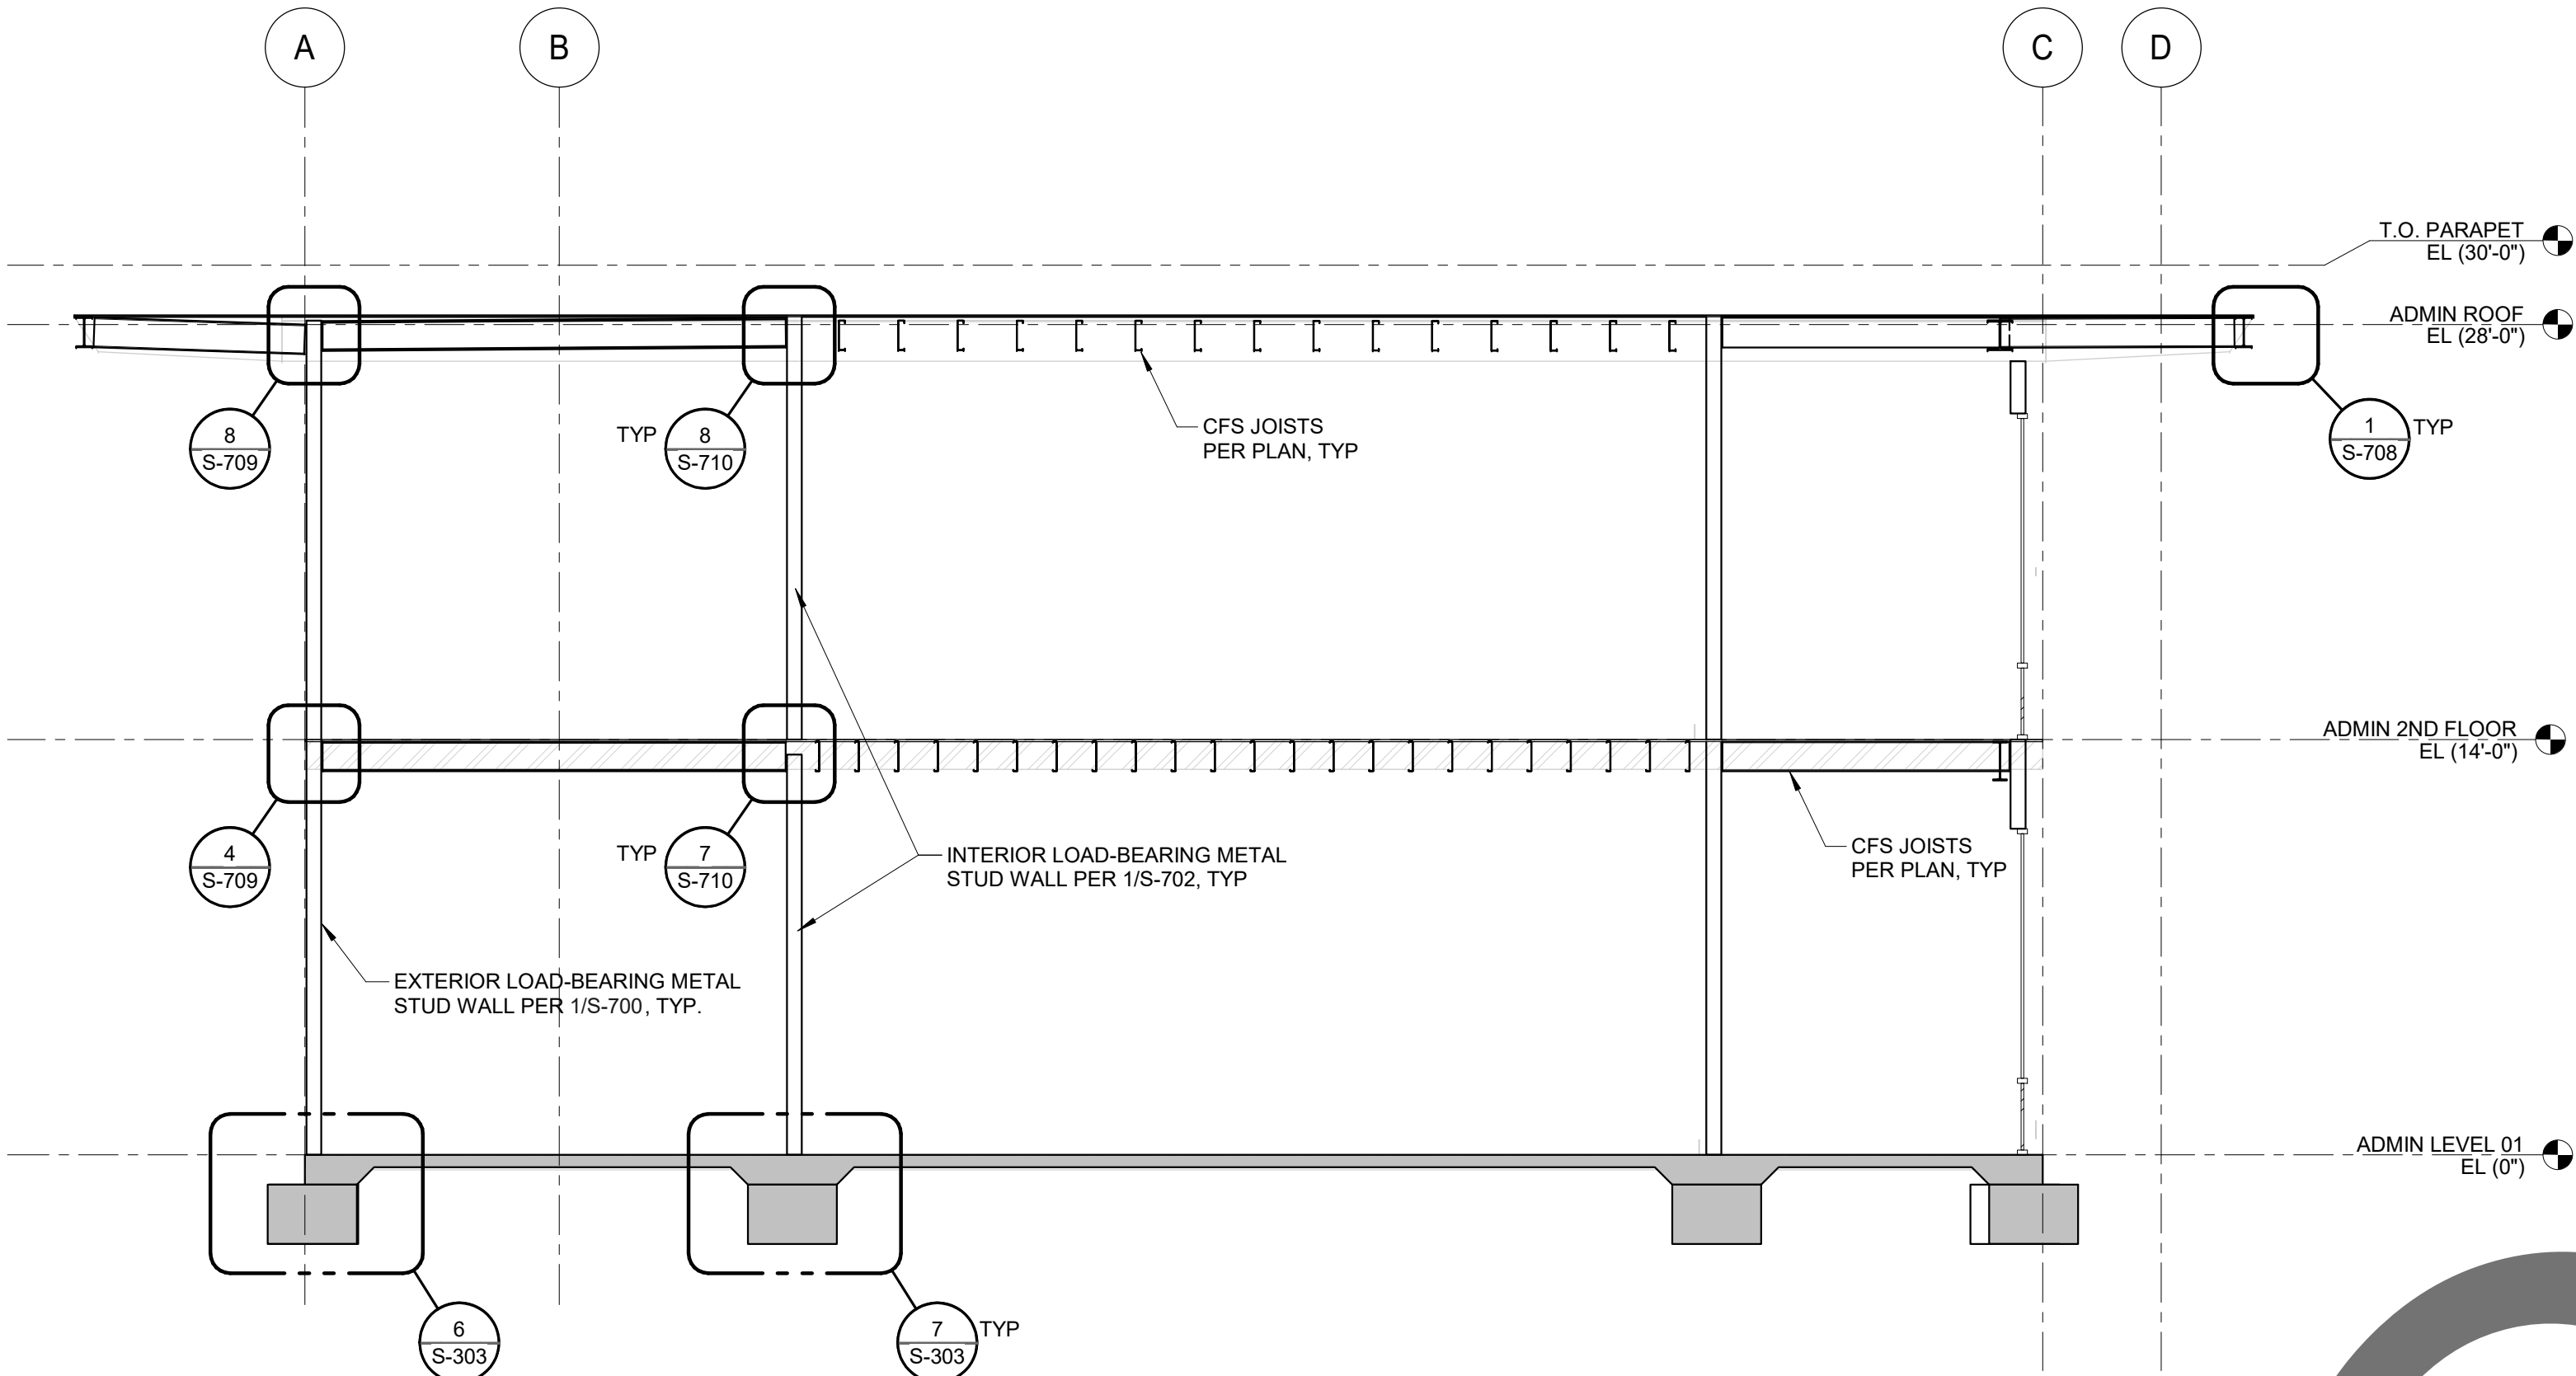 A
B
C
D
T.O. PARAPET
EL (30'-0")
ADMIN ROOF
EL (28'-0")
8
S-709
TYP
8
S-710
CFS JOISTS
PER PLAN, TYP
1
S-708
TYP
ADMIN 2ND FLOOR
EL (14'-0")
4
S-709
TYP
7
S-710
INTERIOR LOAD-BEARING METAL
STUD WALL PER 1/S-702, TYP
CFS JOISTS
PER PLAN, TYP
EXTERIOR LOAD-BEARING METAL
STUD WALL PER 1/S-700, TYP.
ADMIN LEVEL 01
EL (0")
6
S-303
7
S-303
TYP